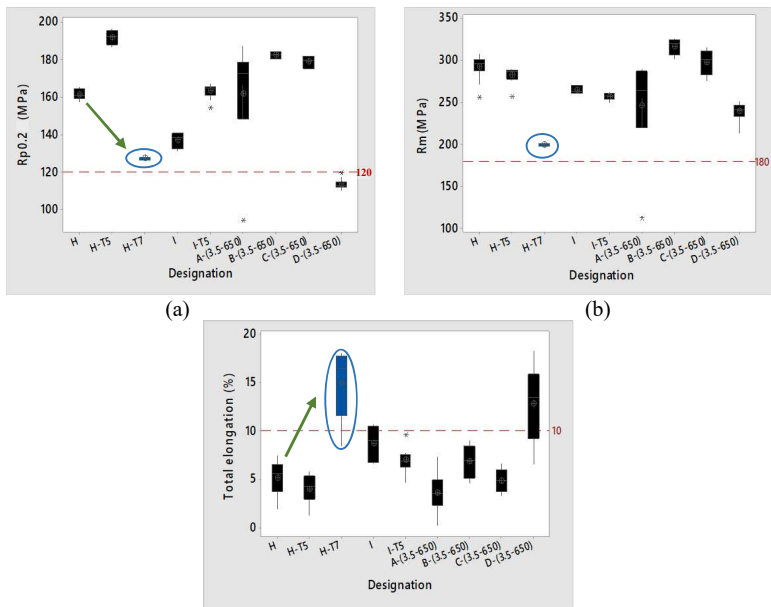 Rp0.2 (MPa)
200
180
160
140
120
100
120
H
H-T5
H-T7
I
I-T5
A-(3.5-650)
B-(3.5-650)
C-(3.5-650)
D-(3.5-650)
Designation
(a)
Rm (MPa)
350
300
250
200
150
100
180
H
H-T5
H-T7
I
I-T5
A-(3.5-650)
B-(3.5-650)
C-(3.5-650)
D-(3.5-650)
Designation
(b)
Total elongation (%)
20
15
10
5
0
10
H
H-T5
H-T7
I
I-T5
A-(3.5-650)
B-(3.5-650)
C-(3.5-650)
D-(3.5-650)
Designation